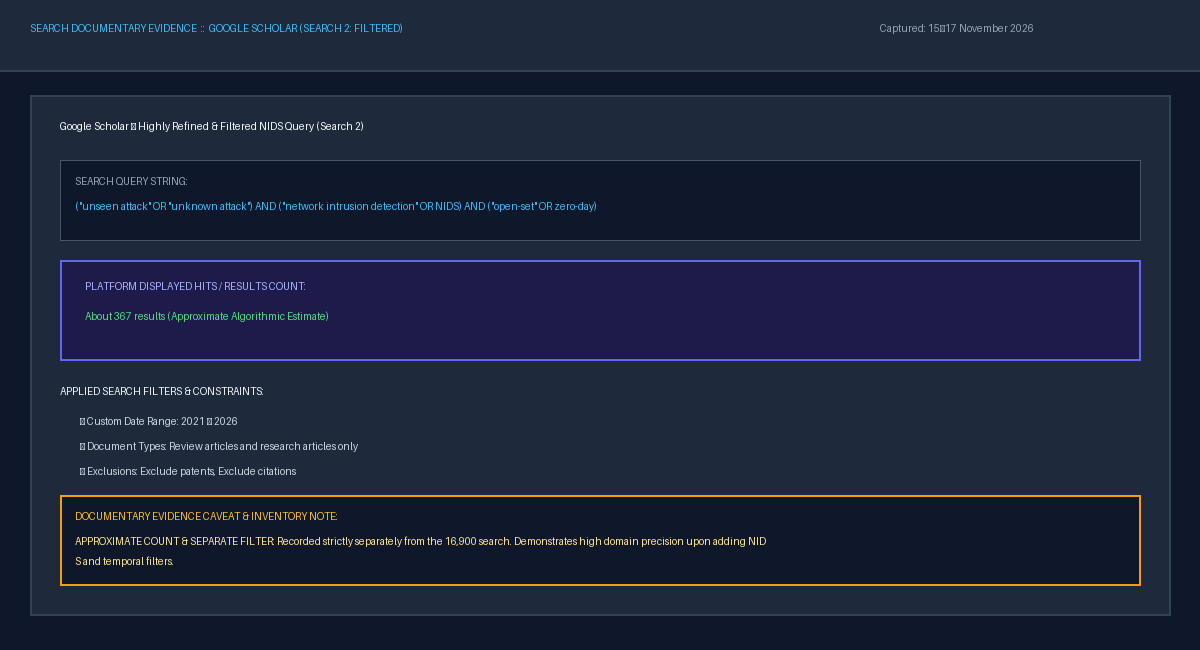 SEARCH DOCUMENTARY EVIDENCE :: GOOGLE SCHOLAR (SEARCH 2: FILTERED)
Captured: 15▯17 November 2026
Google Scholar ▯ Highly Refined & Filtered NIDS Query (Search 2)
SEARCH QUERY STRING:
("unseen attack" OR "unknown attack") AND ("network intrusion detection" OR NIDS) AND ("open-set" OR zero-day)
PLATFORM DISPLAYED HITS / RESULTS COUNT:
About 367 results (Approximate Algorithmic Estimate)
APPLIED SEARCH FILTERS & CONSTRAINTS:
▯ Custom Date Range: 2021 ▯ 2026
▯ Document Types: Review articles and research articles only
▯ Exclusions: Exclude patents, Exclude citations
DOCUMENTARY EVIDENCE CAVEAT & INVENTORY NOTE:
APPROXIMATE COUNT & SEPARATE FILTER: Recorded strictly separately from the 16,900 search. Demonstrates high domain precision upon adding NID
S and temporal filters.